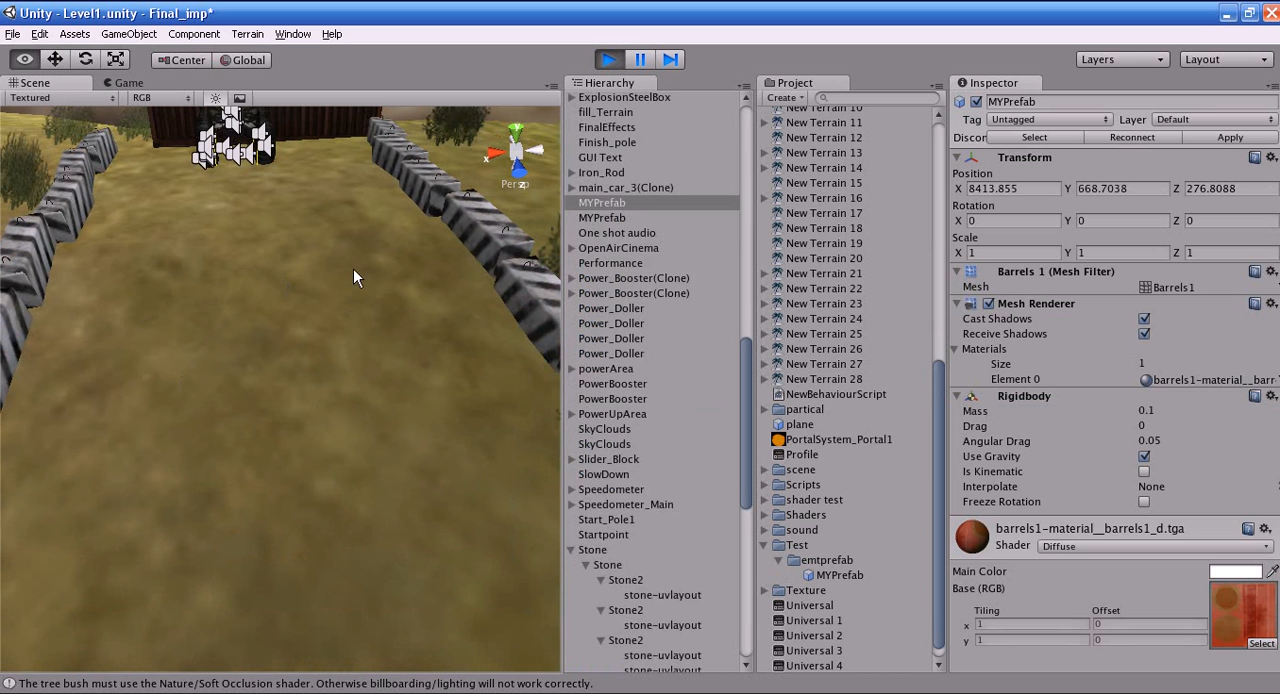 Unity - Level1.unity - Final_imp*
File Edit Assets GameObject Component Terrain Window Help
Center Global Layers Layout
Scene Game
Textured RGB
x
Persp
z
Hierarchy
ExplosionSteelBox
fill_Terrain
FinalEffects
Finish_pole
GUI Text
Iron_Rod
main_car_3(Clone)
MYPrefab
MYPrefab
One shot audio
OpenAirCinema
Performance
Power_Booster(Clone)
Power_Booster(Clone)
Power_Doller
Power_Doller
Power_Doller
Power_Doller
powerArea
PowerBooster
PowerBooster
PowerUpArea
SkyClouds
SkyClouds
Slider_Block
SlowDown
Speedometer
Speedometer_Main
Start_Pole1
Startpoint
Stone
Stone
Stone2
stone-uvlayout
Stone2
stone-uvlayout
Stone2
stone-uvlayout
stone-uvlayout
Project
Create
New Terrain 10
New Terrain 11
New Terrain 12
New Terrain 13
New Terrain 14
New Terrain 15
New Terrain 16
New Terrain 17
New Terrain 18
New Terrain 19
New Terrain 20
New Terrain 21
New Terrain 22
New Terrain 23
New Terrain 24
New Terrain 25
New Terrain 26
New Terrain 27
New Terrain 28
NewBehaviourScript
partical
plane
PortalSystem_Portal1
Profile
scene
Scripts
shader test
Shaders
sound
Test
emtprefab
MYPrefab
Texture
Universal
Universal 1
Universal 2
Universal 3
Universal 4
Inspector
MYPrefab
Tag Untagged Layer Default
Discon Select Reconnect Apply
Transform
Position
X 8413.855 Y 668.7038 Z 276.8088
Rotation
X 0 Y 0 Z 0
Scale
X 1 Y 1 Z 1
Barrels 1 (Mesh Filter)
Mesh Barrels1
Mesh Renderer
Cast Shadows
Receive Shadows
Materials
Size 1
Element 0 barrels1-material__barr
Rigidbody
Mass 0.1
Drag 0
Angular Drag 0.05
Use Gravity
Is Kinematic
Interpolate None
Freeze Rotation
barrels1-material__barrels1_d.tga
Shader Diffuse
Main Color
Base (RGB)
Tiling Offset
x 1 0
y 1 0
Select
The tree bush must use the Nature/Soft Occlusion shader. Otherwise billboarding/lighting will not work correctly.